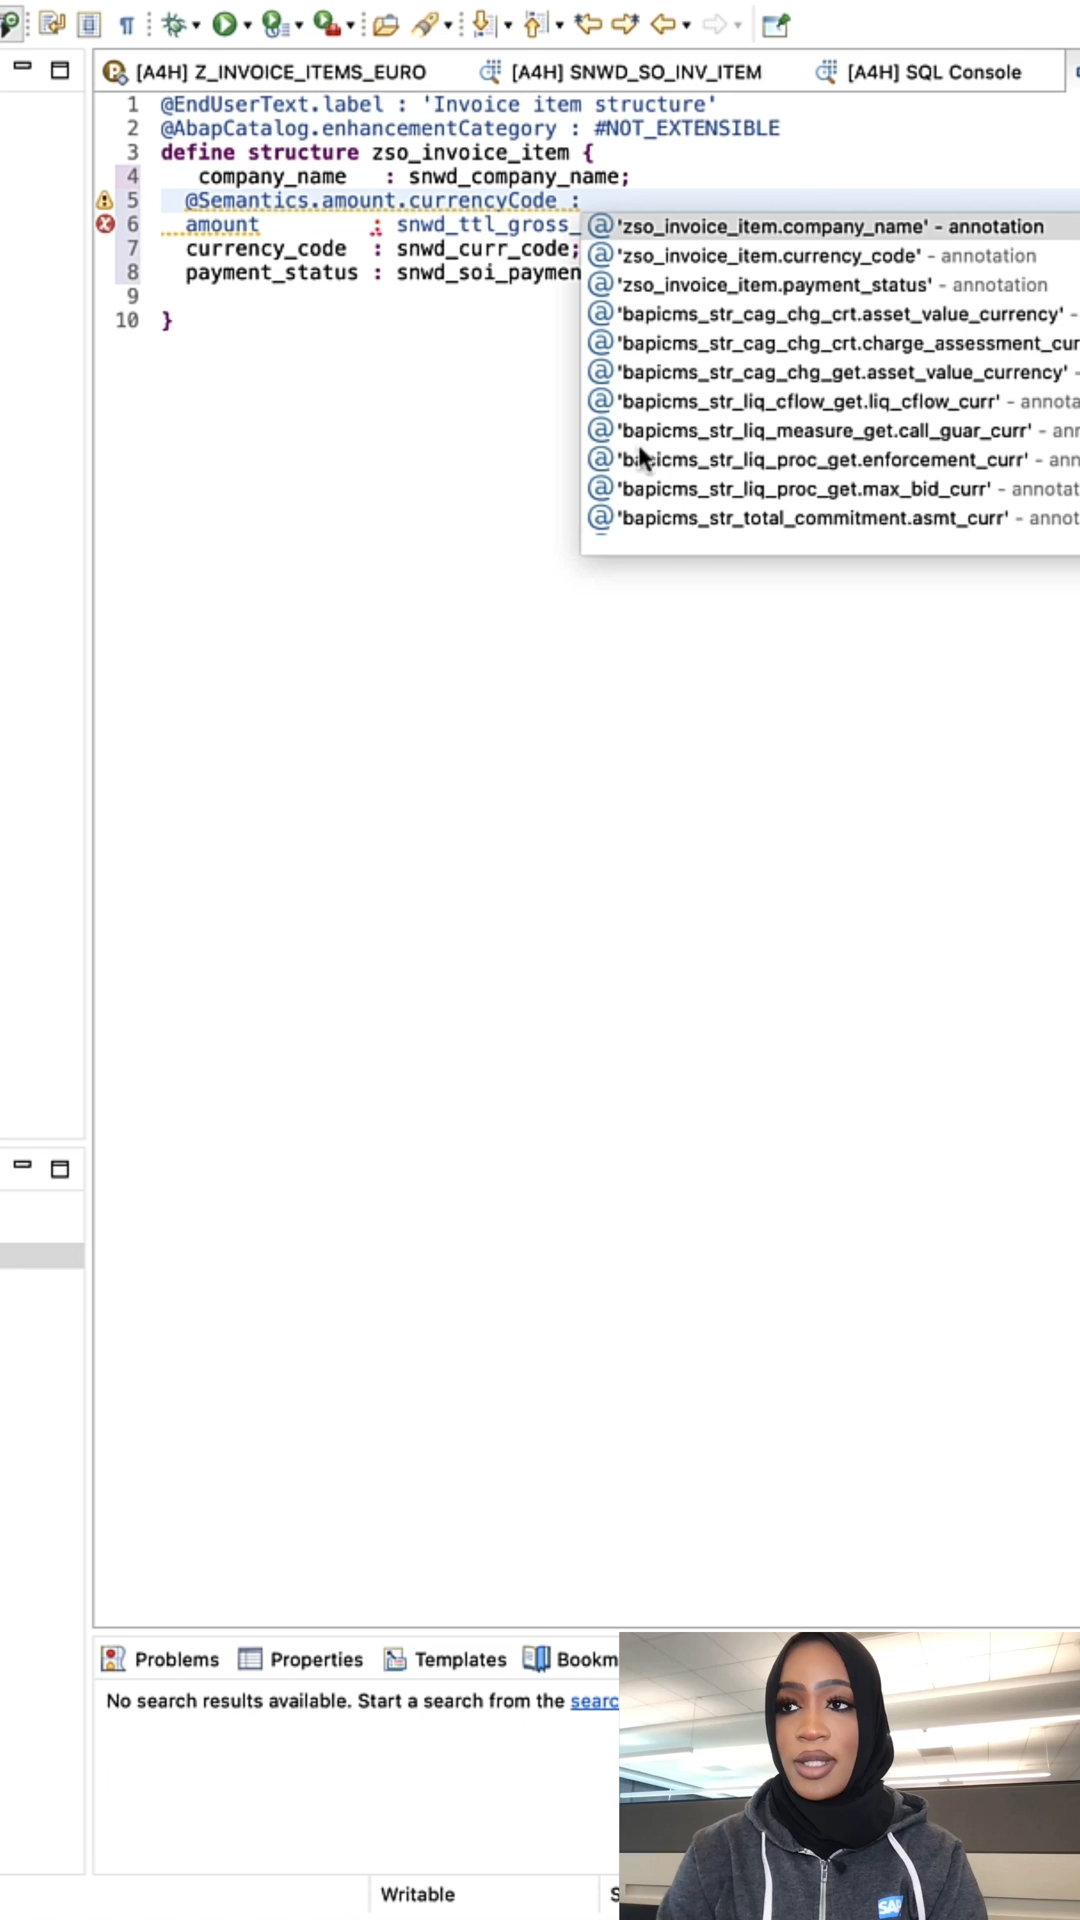 [A4H] Z_INVOICE_ITEMS_EURO [A4H] SNWD_SO_INV_ITEM [A4H] SQL Console
1 @EndUserText.label : 'Invoice item structure'
2 @AbapCatalog.enhancementCategory : #NOT_EXTENSIBLE
3 define structure zso_invoice_item {
4 company_name : snwd_company_name;
5 @Semantics.amount.currencyCode :
6 amount : snwd_ttl_gross_
7 currency_code : snwd_curr_code;
8 payment_status : snwd_soi_paymen
9
10 }
@ 'zso_invoice_item.company_name' - annotation
@ 'zso_invoice_item.currency_code' - annotation
@ 'zso_invoice_item.payment_status' - annotation
@ 'bapicms_str_cag_chg_crt.asset_value_currency' -
@ 'bapicms_str_cag_chg_crt.charge_assessment_cur
@ 'bapicms_str_cag_chg_get.asset_value_currency' -
@ 'bapicms_str_liq_cflow_get.liq_cflow_curr' - annota
@ 'bapicms_str_liq_measure_get.call_guar_curr' - ann
@ 'bapicms_str_liq_proc_get.enforcement_curr' - ann
@ 'bapicms_str_liq_proc_get.max_bid_curr' - annotat
@ 'bapicms_str_total_commitment.asmt_curr' - annot
Problems Properties Templates Bookm
No search results available. Start a search from the searc
SAP
Writable S